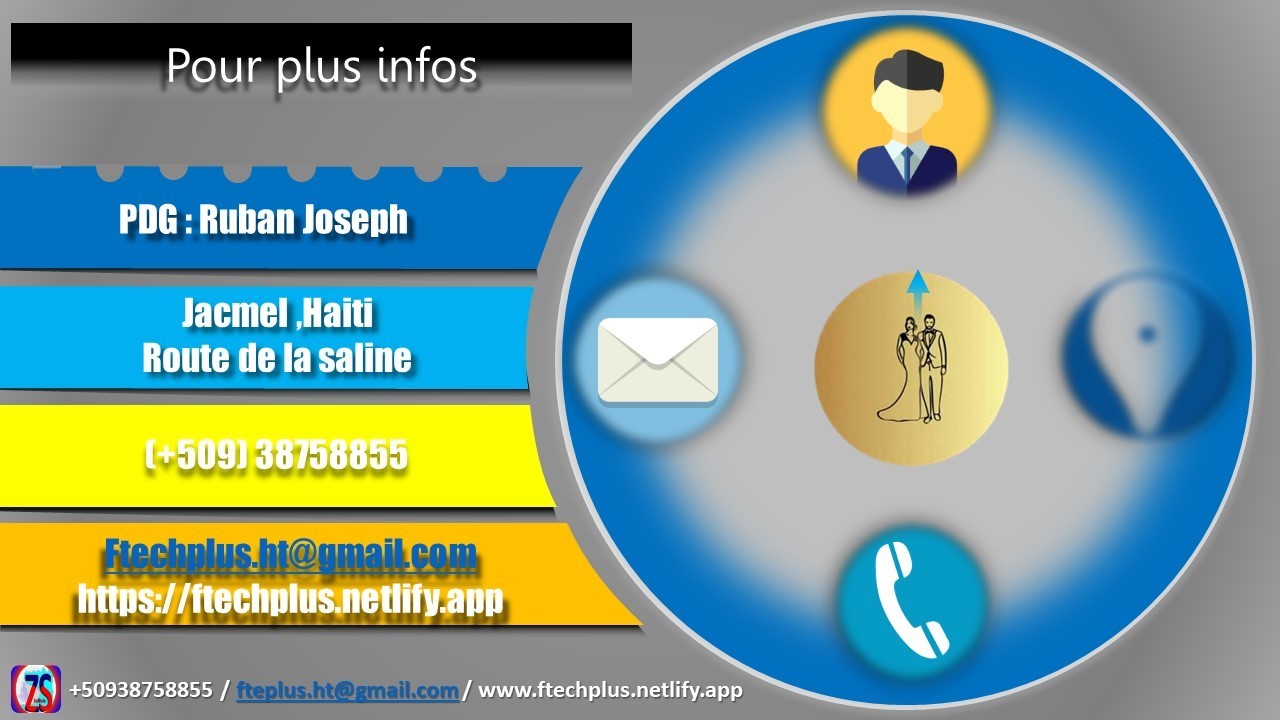 Pour plus infos
PDG : Ruban Joseph
Jacmel ,Haiti
Route de la saline
(+509) 38758855
Ftechplus.ht@gmail.com
https://ftechplus.netlify.app
ZS
+50938758855 / fteplus.ht@gmail.com / www.ftechplus.netlify.app